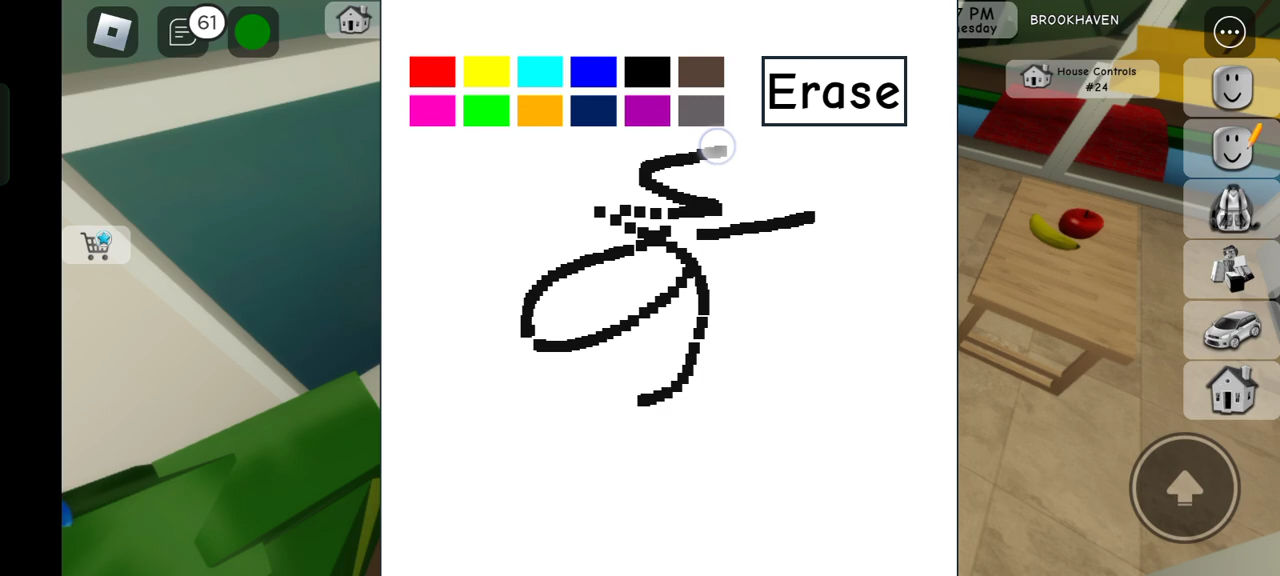 61
Erase
7 PM
esday
BROOKHAVEN
House Controls
#24